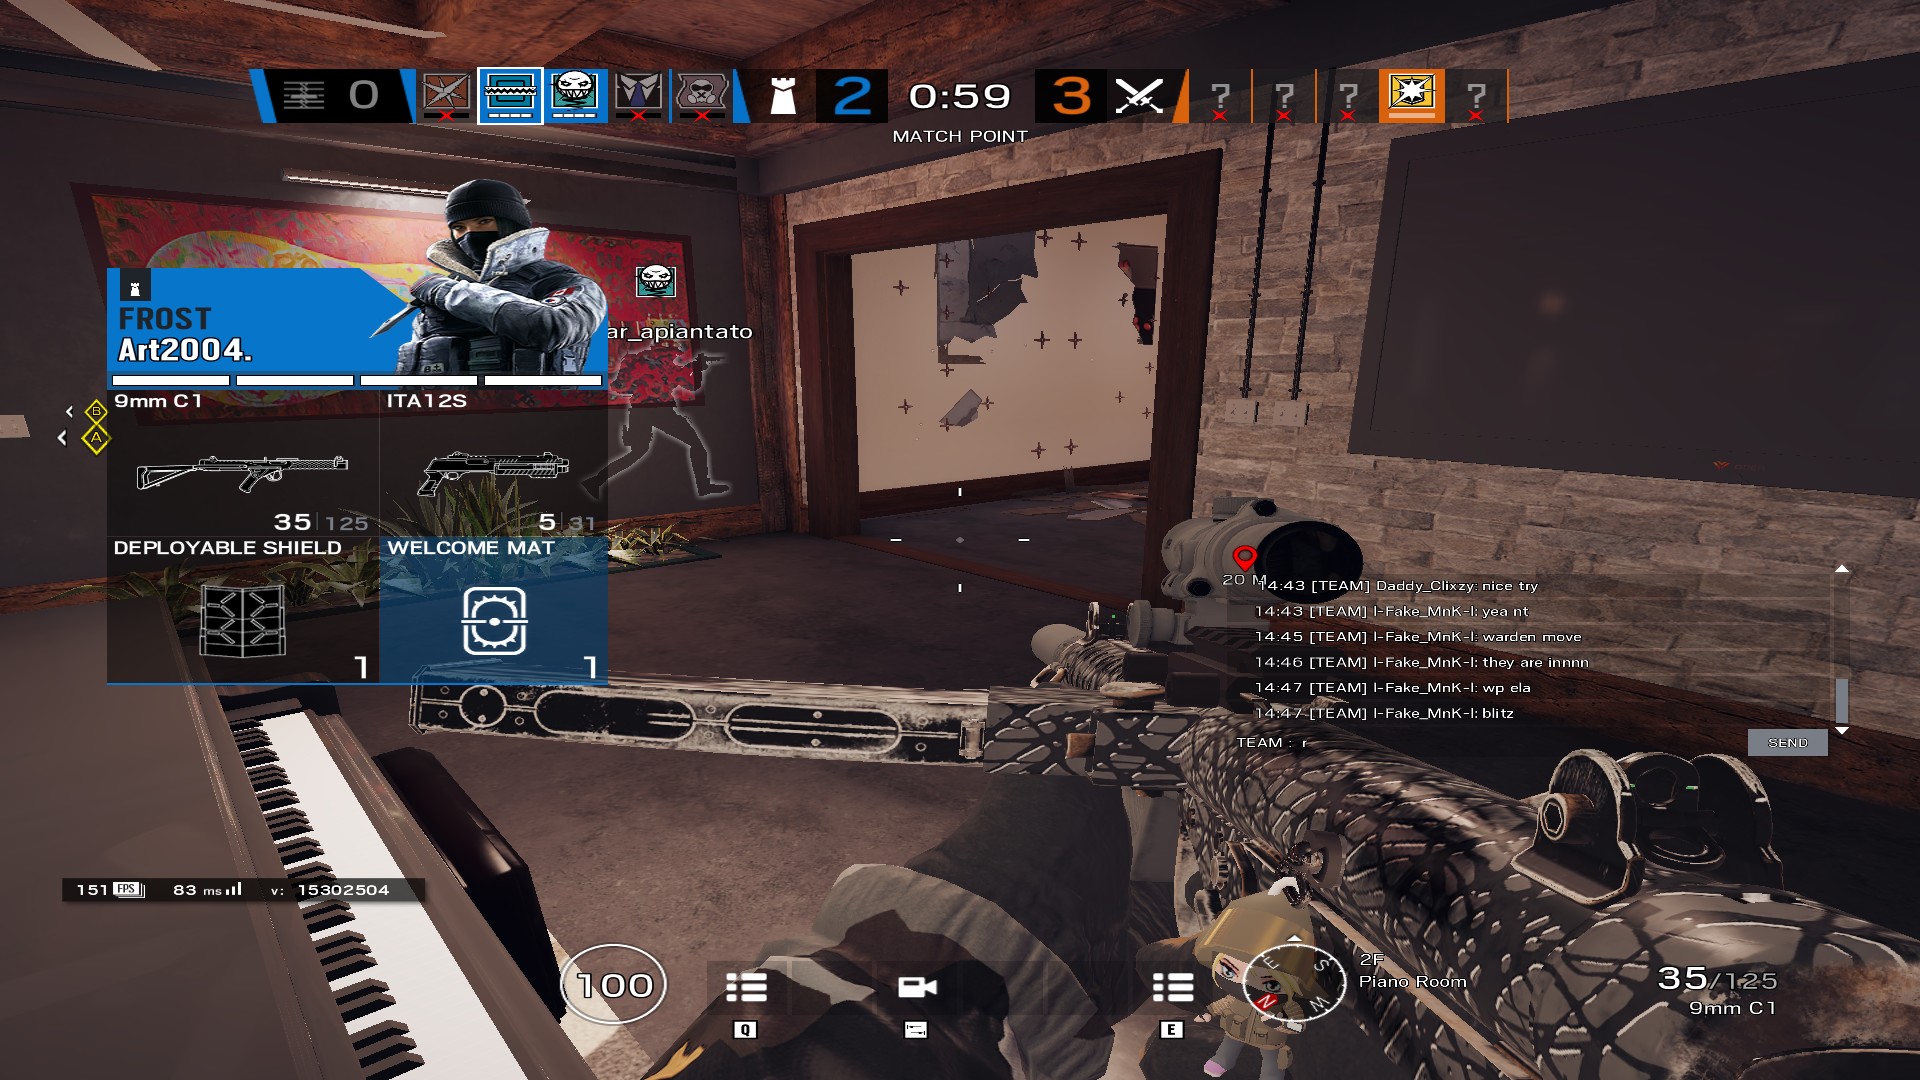 0
2
0:59
3
MATCH POINT
?
?
?
?
FROST
Art2004.
ar_apiantato
9mm C1
ITA12S
B
A
35 | 125
5 | 31
DEPLOYABLE SHIELD
WELCOME MAT
1
1
20 M
14:43 [TEAM] Daddy_Clixzy: nice try
14:43 [TEAM] I-Fake_MnK-I: yea nt
14:45 [TEAM] I-Fake_MnK-I: warden move
14:46 [TEAM] I-Fake_MnK-I: they are innnn
14:47 [TEAM] I-Fake_MnK-I: wp ela
14:47 [TEAM] I-Fake_MnK-I: blitz
TEAM : r
SEND
151 FPS 83 ms v: 15302504
100
Q
E
E S
N W
2F
Piano Room
35/125
9mm C1